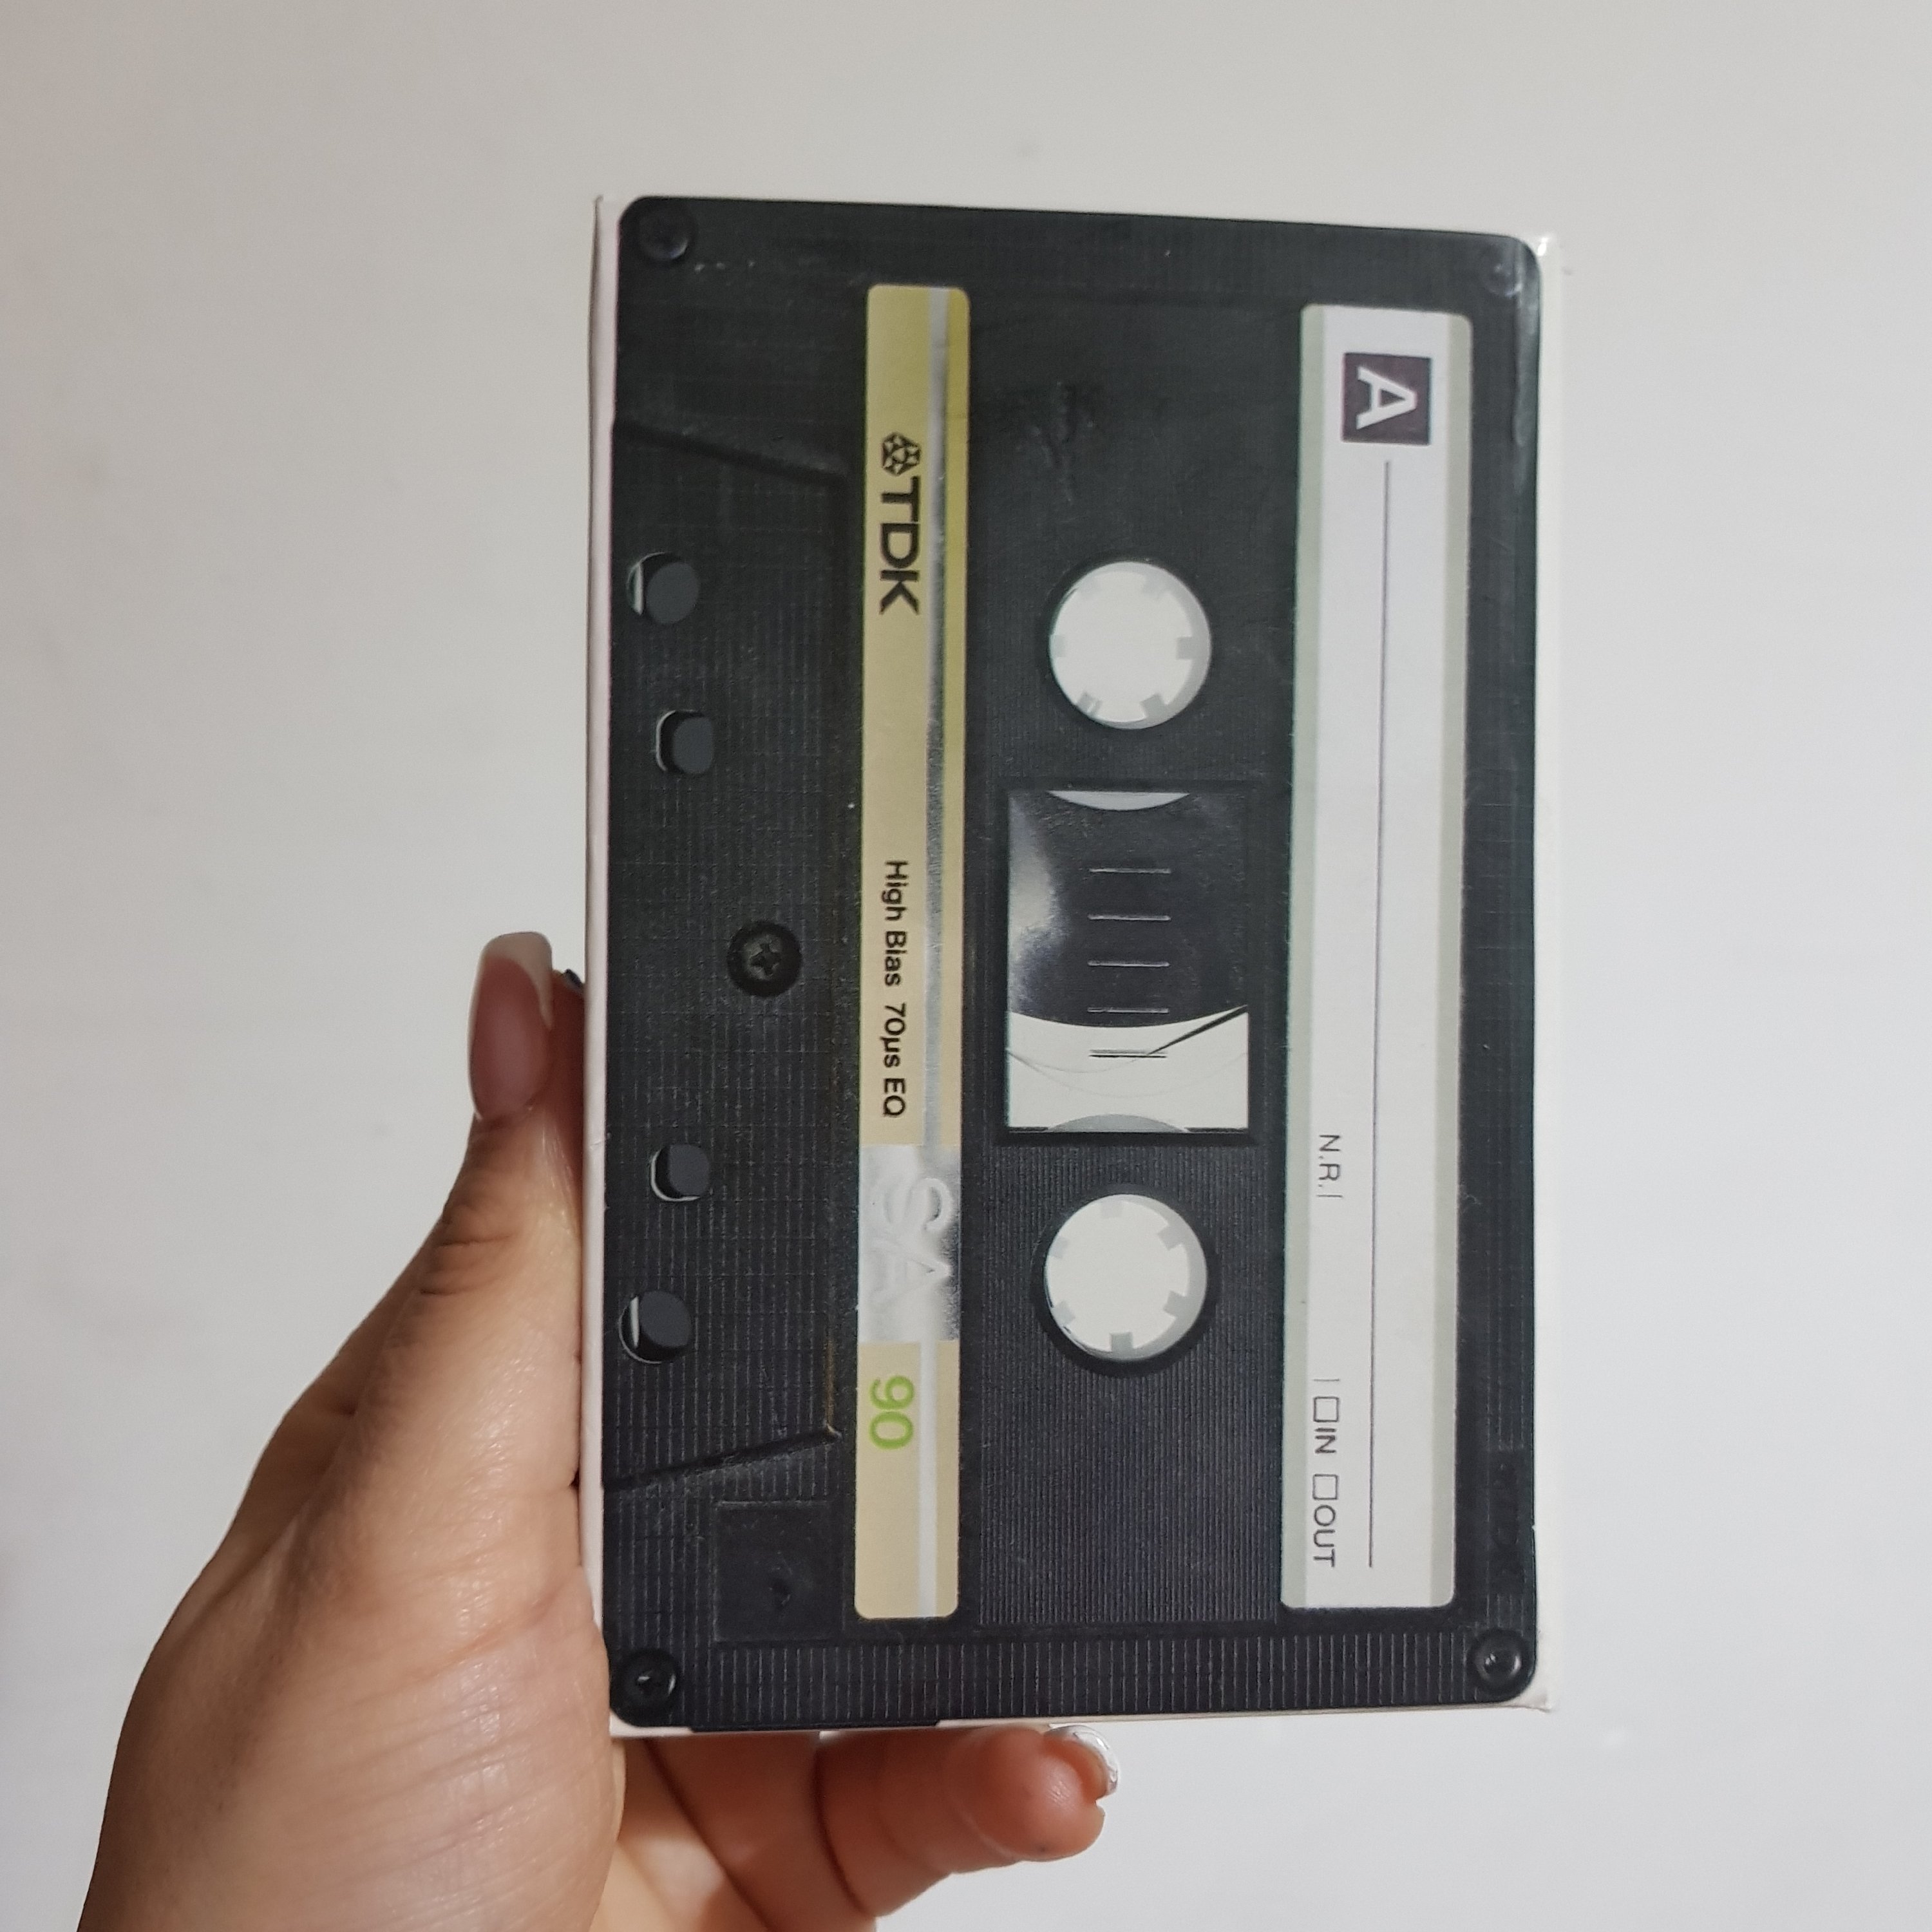 A
N.R.| | □IN □OUT
TDK High Bias 70µs EQ SA 90